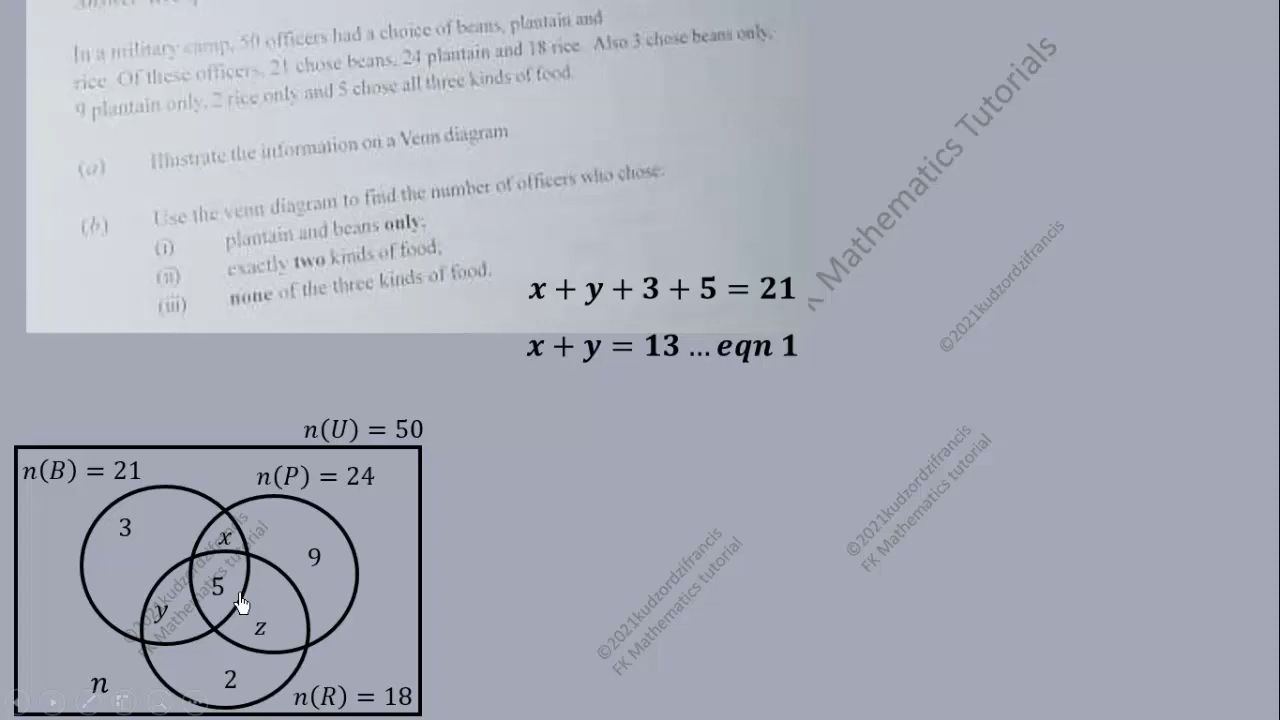 In a military camp, 50 officers had a choice of beans, plantain and
rice. Of these officers, 21 chose beans, 24 plantain and 18 rice. Also 3 chose beans only,
9 plantain only, 2 rice only and 5 chose all three kinds of food.
(a) Illustrate the information on a Venn diagram
(b) Use the venn diagram to find the number of officers who chose:
(i) plantain and beans only;
(ii) exactly two kinds of food;
(iii) none of the three kinds of food.
x + y + 3 + 5 = 21
x + y = 13 ... eqn 1
n(U) = 50
n(B) = 21
n(P) = 24
3
x
9
5
y
z
n
2
n(R) = 18
K Mathematics Tutorials
©2021kudzordzifrancis
©2021kudzordzifrancis
FK Mathematics tutorial
©2021kudzordzifrancis
FK Mathematics tutorial
©2021kudzordzifrancis
FK Mathematics tutorial